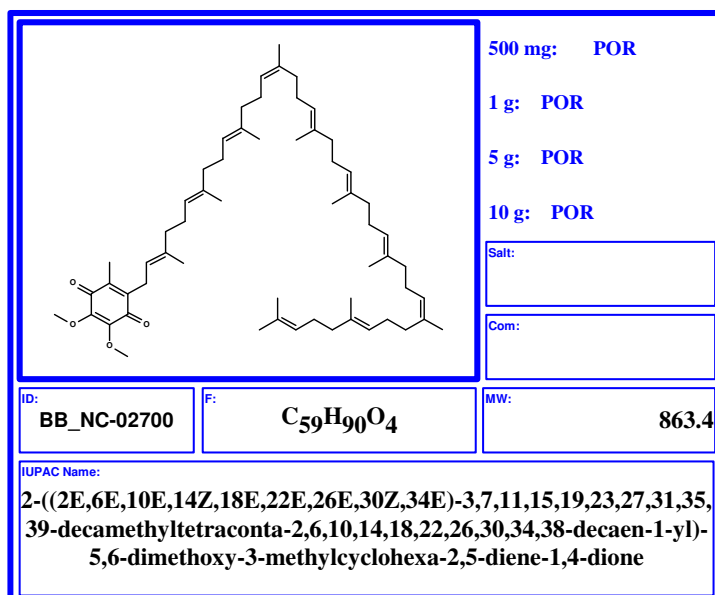 500 mg: POR
1 g: POR
5 g: POR
10 g: POR
O
O
O
O
Salt:
Com:
ID:
BB_NC-02700
F:
C59H90O4
MW:
863.4
IUPAC Name:
2-((2E,6E,10E,14Z,18E,22E,26E,30Z,34E)-3,7,11,15,19,23,27,31,35,
39-decamethyltetraconta-2,6,10,14,18,22,26,30,34,38-decaen-1-yl)-
5,6-dimethoxy-3-methylcyclohexa-2,5-diene-1,4-dione